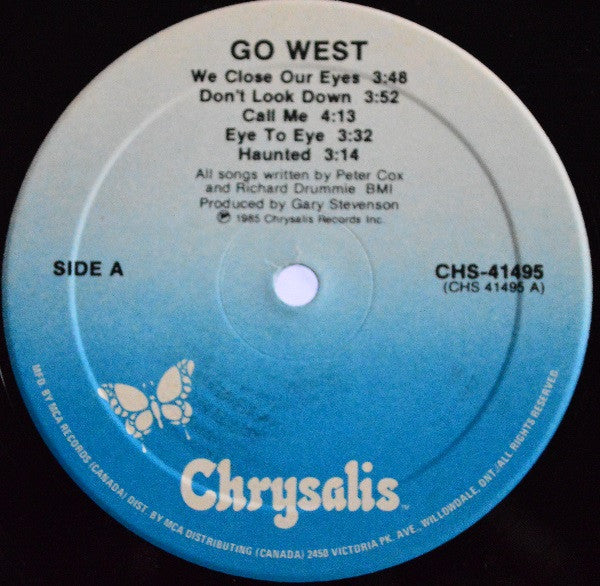 GO WEST
We Close Our Eyes 3:48
Don't Look Down 3:52
Call Me 4:13
Eye To Eye 3:32
Haunted 3:14
All songs written by Peter Cox
and Richard Drummie BMI
Produced by Gary Stevenson
℗ 1985 Chrysalis Records Inc.
SIDE A
CHS-41495
(CHS 41495 A)
Chrysalis™
MFG. BY MCA RECORDS (CANADA) DIST. BY MCA DISTRIBUTING (CANADA) 2450 VICTORIA PK. AVE., WILLOWDALE, ONT. ALL RIGHTS RESERVED